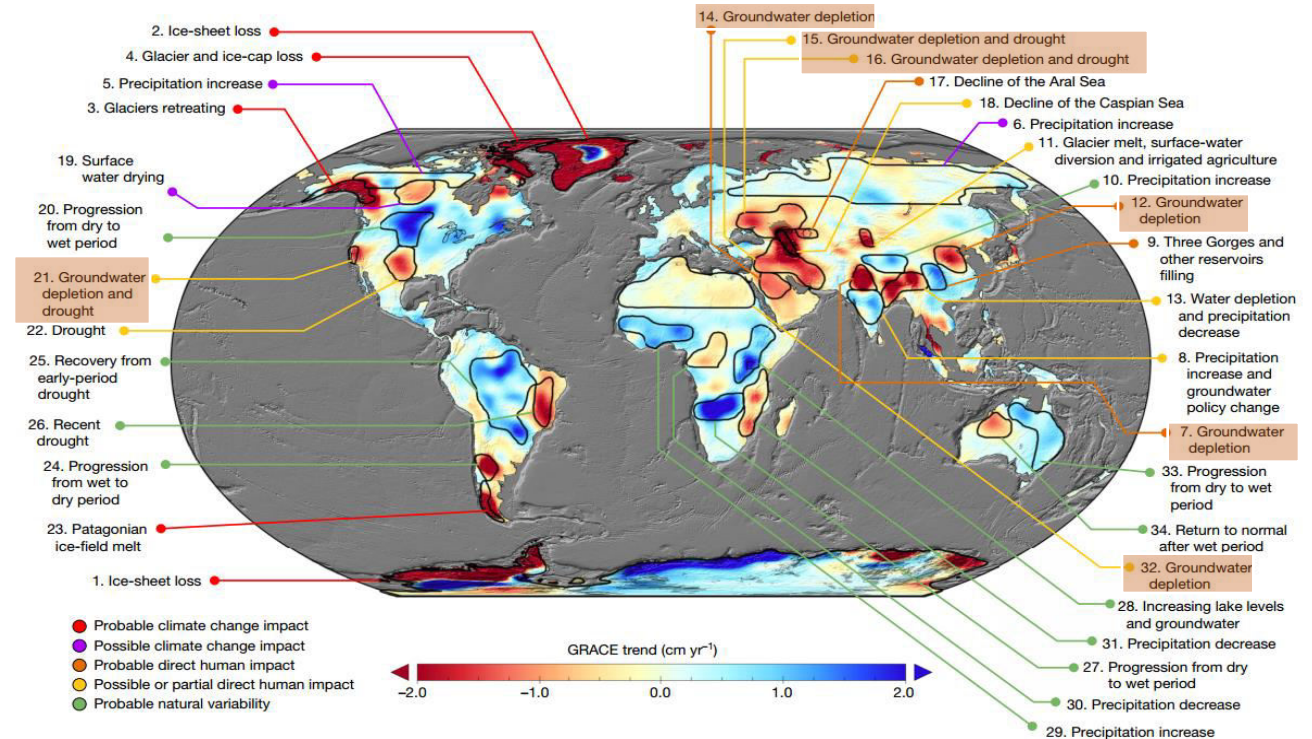 2. Ice-sheet loss
4. Glacier and ice-cap loss
5. Precipitation increase
3. Glaciers retreating
19. Surface
water drying
20. Progression
from dry to
wet period
21. Groundwater
depletion and
drought
22. Drought
25. Recovery from
early-period
drought
26. Recent
drought
24. Progression
from wet to
dry period
23. Patagonian
ice-field melt
1. Ice-sheet loss
14. Groundwater depletion
15. Groundwater depletion and drought
16. Groundwater depletion and drought
17. Decline of the Aral Sea
18. Decline of the Caspian Sea
6. Precipitation increase
11. Glacier melt, surface-water
diversion and irrigated agriculture
10. Precipitation increase
12. Groundwater
depletion
9. Three Gorges and
other reservoirs
filling
13. Water depletion
and precipitation
decrease
8. Precipitation
increase and
groundwater
policy change
7. Groundwater
depletion
33. Progression
from dry to wet
period
34. Return to normal
after wet period
32. Groundwater
depletion
28. Increasing lake levels
and groundwater
31. Precipitation decrease
27. Progression from dry
to wet period
30. Precipitation decrease
29. Precipitation increase
Probable climate change impact
Possible climate change impact
Probable direct human impact
Possible or partial direct human impact
Probable natural variability
GRACE trend (cm yr⁻¹)
−2.0 −1.0 0.0 1.0 2.0